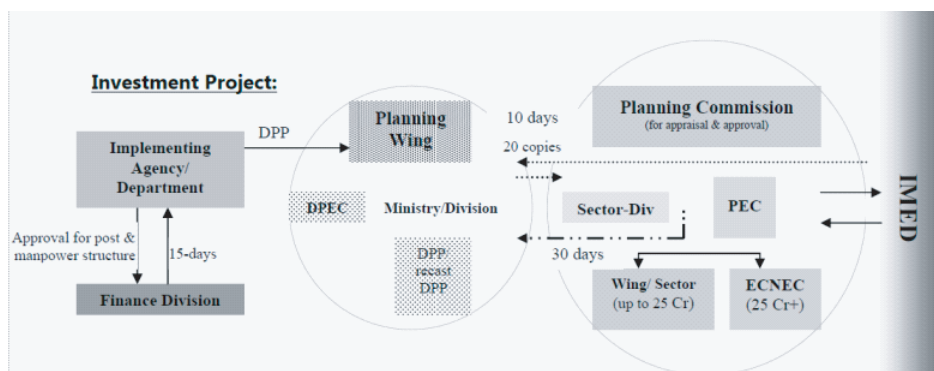 Investment Project:
Implementing
Agency/
Department
DPP
Planning
Wing
10 days
20 copies
Planning Commission
(for appraisal & approval)
DPEC
Ministry/Division
Sector-Div
PEC
IMED
Approval for post &
manpower structure
15-days
DPP/
recast
DPP
30 days
Finance Division
Wing/ Sector
(up to 25 Cr)
ECNEC
(25 Cr+)